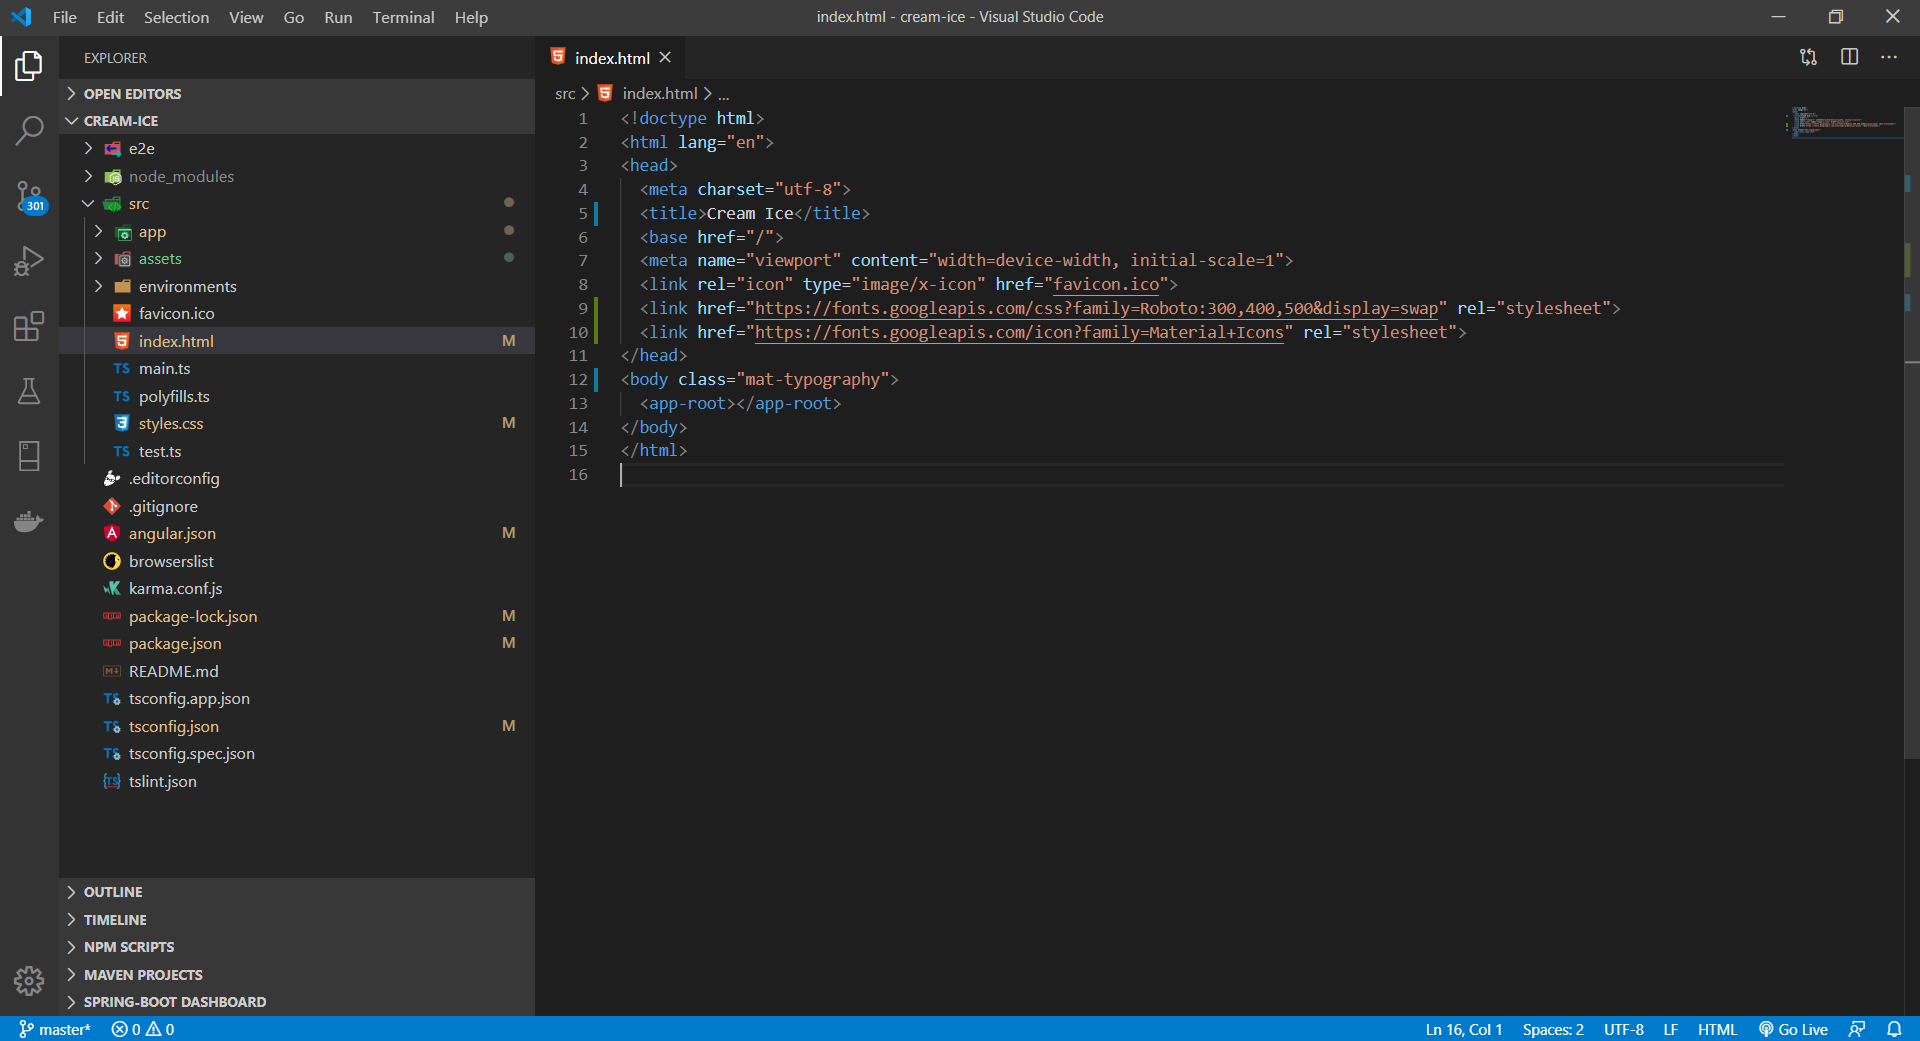 File Edit Selection View Go Run Terminal Help
index.html - cream-ice - Visual Studio Code
EXPLORER
OPEN EDITORS
CREAM-ICE
e2e
node_modules
src
app
assets
environments
favicon.ico
index.html M
main.ts
polyfills.ts
styles.css M
test.ts
.editorconfig
.gitignore
angular.json M
browserslist
karma.conf.js
package-lock.json M
package.json M
README.md
tsconfig.app.json
tsconfig.json M
tsconfig.spec.json
tslint.json
OUTLINE
TIMELINE
NPM SCRIPTS
MAVEN PROJECTS
SPRING-BOOT DASHBOARD
301
index.html
src > index.html > ...
1 <!doctype html>
2 <html lang="en">
3 <head>
4 <meta charset="utf-8">
5 <title>Cream Ice</title>
6 <base href="/">
7 <meta name="viewport" content="width=device-width, initial-scale=1">
8 <link rel="icon" type="image/x-icon" href="favicon.ico">
9 <link href="https://fonts.googleapis.com/css?family=Roboto:300,400,500&display=swap" rel="stylesheet">
10 <link href="https://fonts.googleapis.com/icon?family=Material+Icons" rel="stylesheet">
11 </head>
12 <body class="mat-typography">
13 <app-root></app-root>
14 </body>
15 </html>
16
master* 0 0
Ln 16, Col 1 Spaces: 2 UTF-8 LF HTML Go Live